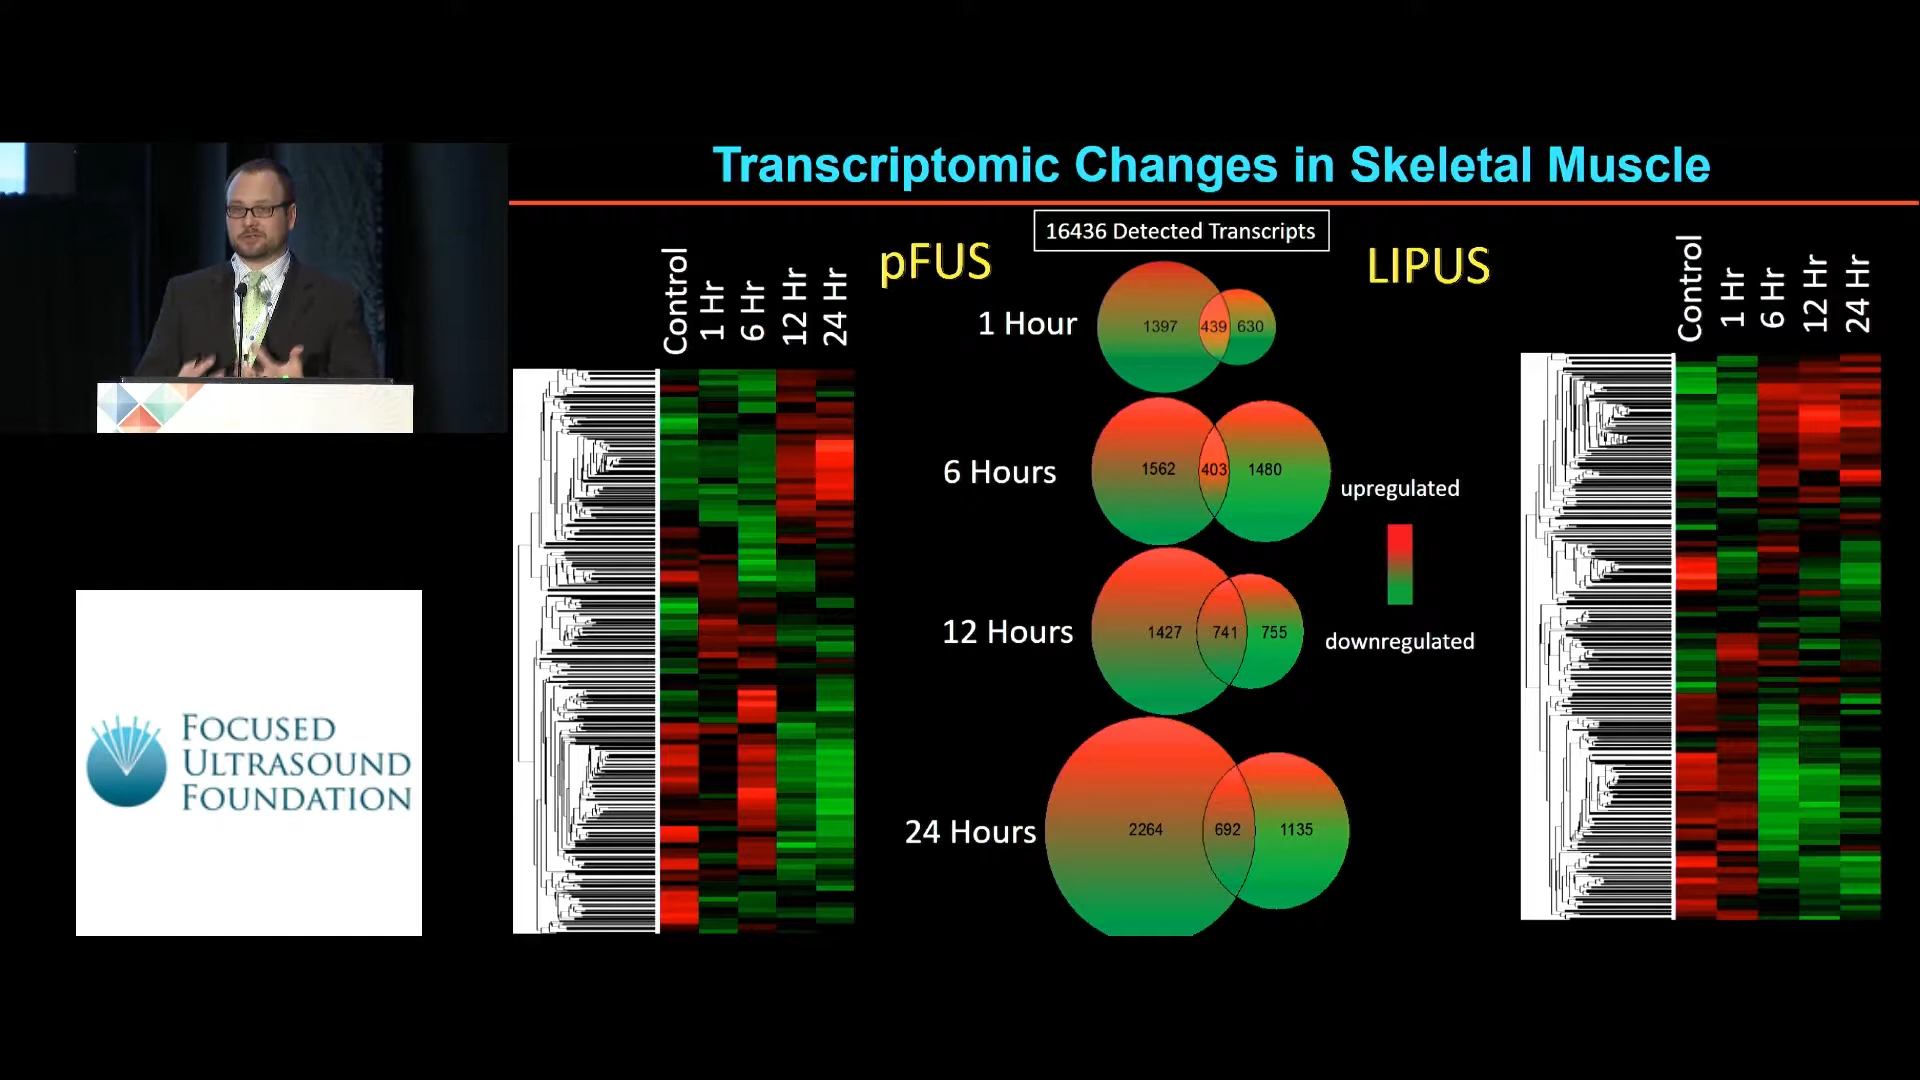 Transcriptomic Changes in Skeletal Muscle
16436 Detected Transcripts
pFUS
LIPUS
Control
1 Hr
6 Hr
12 Hr
24 Hr
1 Hour
1397
439
630
6 Hours
1562
403
1480
12 Hours
1427
741
755
24 Hours
2264
692
1135
upregulated
downregulated
Control
1 Hr
6 Hr
12 Hr
24 Hr
FOCUSED
ULTRASOUND
FOUNDATION